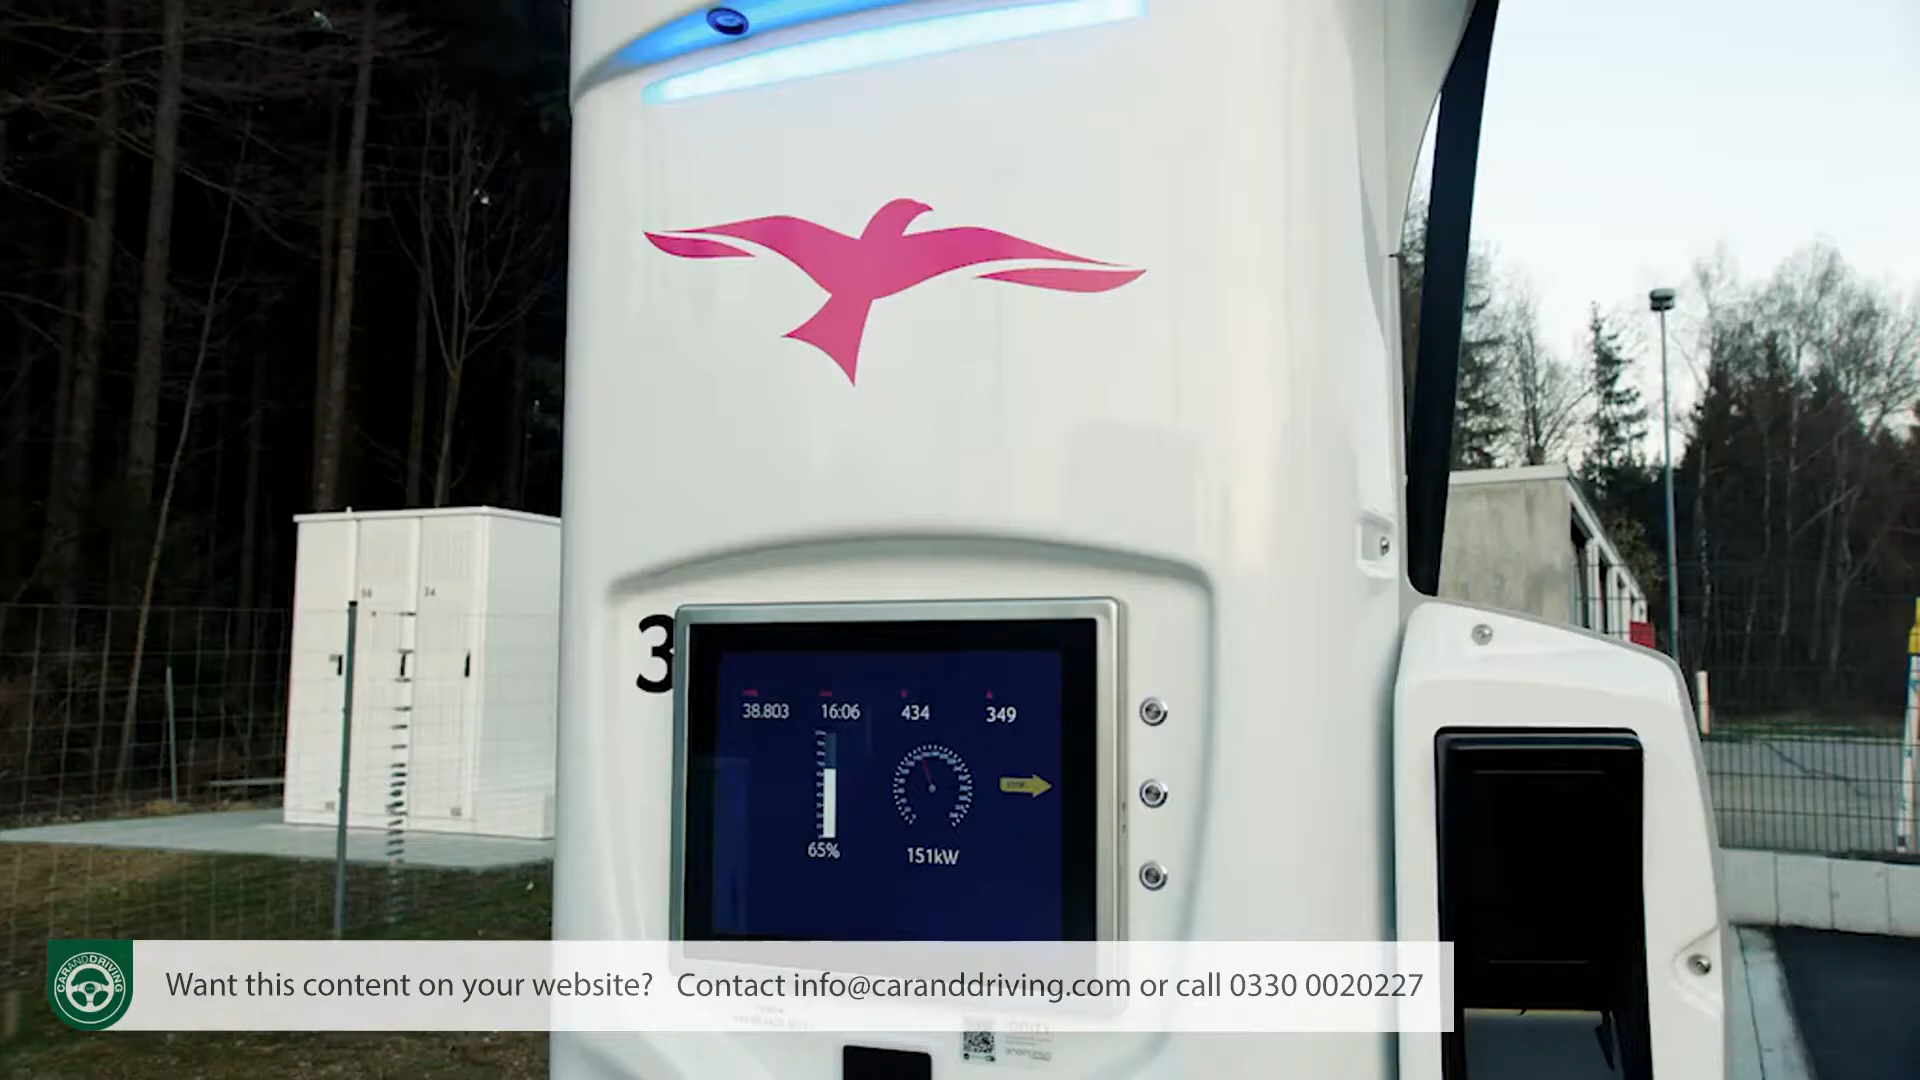 3
38.803 16:06 434 349
65% 151kW
CARANDDRIVING
Want this content on your website? Contact info@caranddriving.com or call 0330 0020227